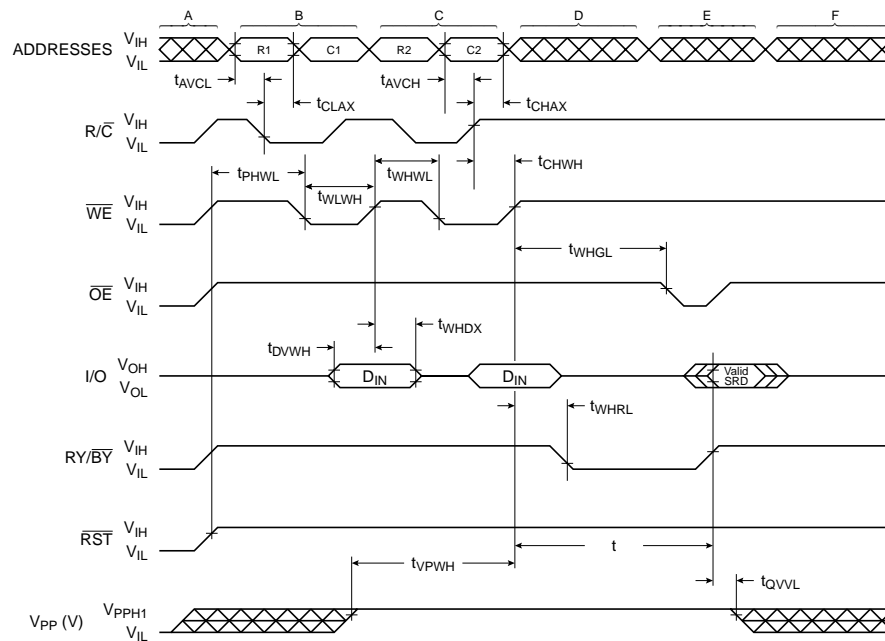 A B C D E F
ADDRESSES VIH VIL R1 C1 R2 C2
tAVCL tCLAX tAVCH tCHAX
R/C̅ VIH VIL
tPHWL tWLWH tWHWL tCHWH
W̅E̅ VIH VIL
tWHGL
O̅E̅ VIH VIL
tDVWH tWHDX
I/O VOH VOL DIN DIN Valid SRD
tWHRL
RY/B̅Y̅ VIH VIL
R̅S̅T̅ VIH VIL
tVPWH t tQVVL
VPP (V) VPPH1 VIL